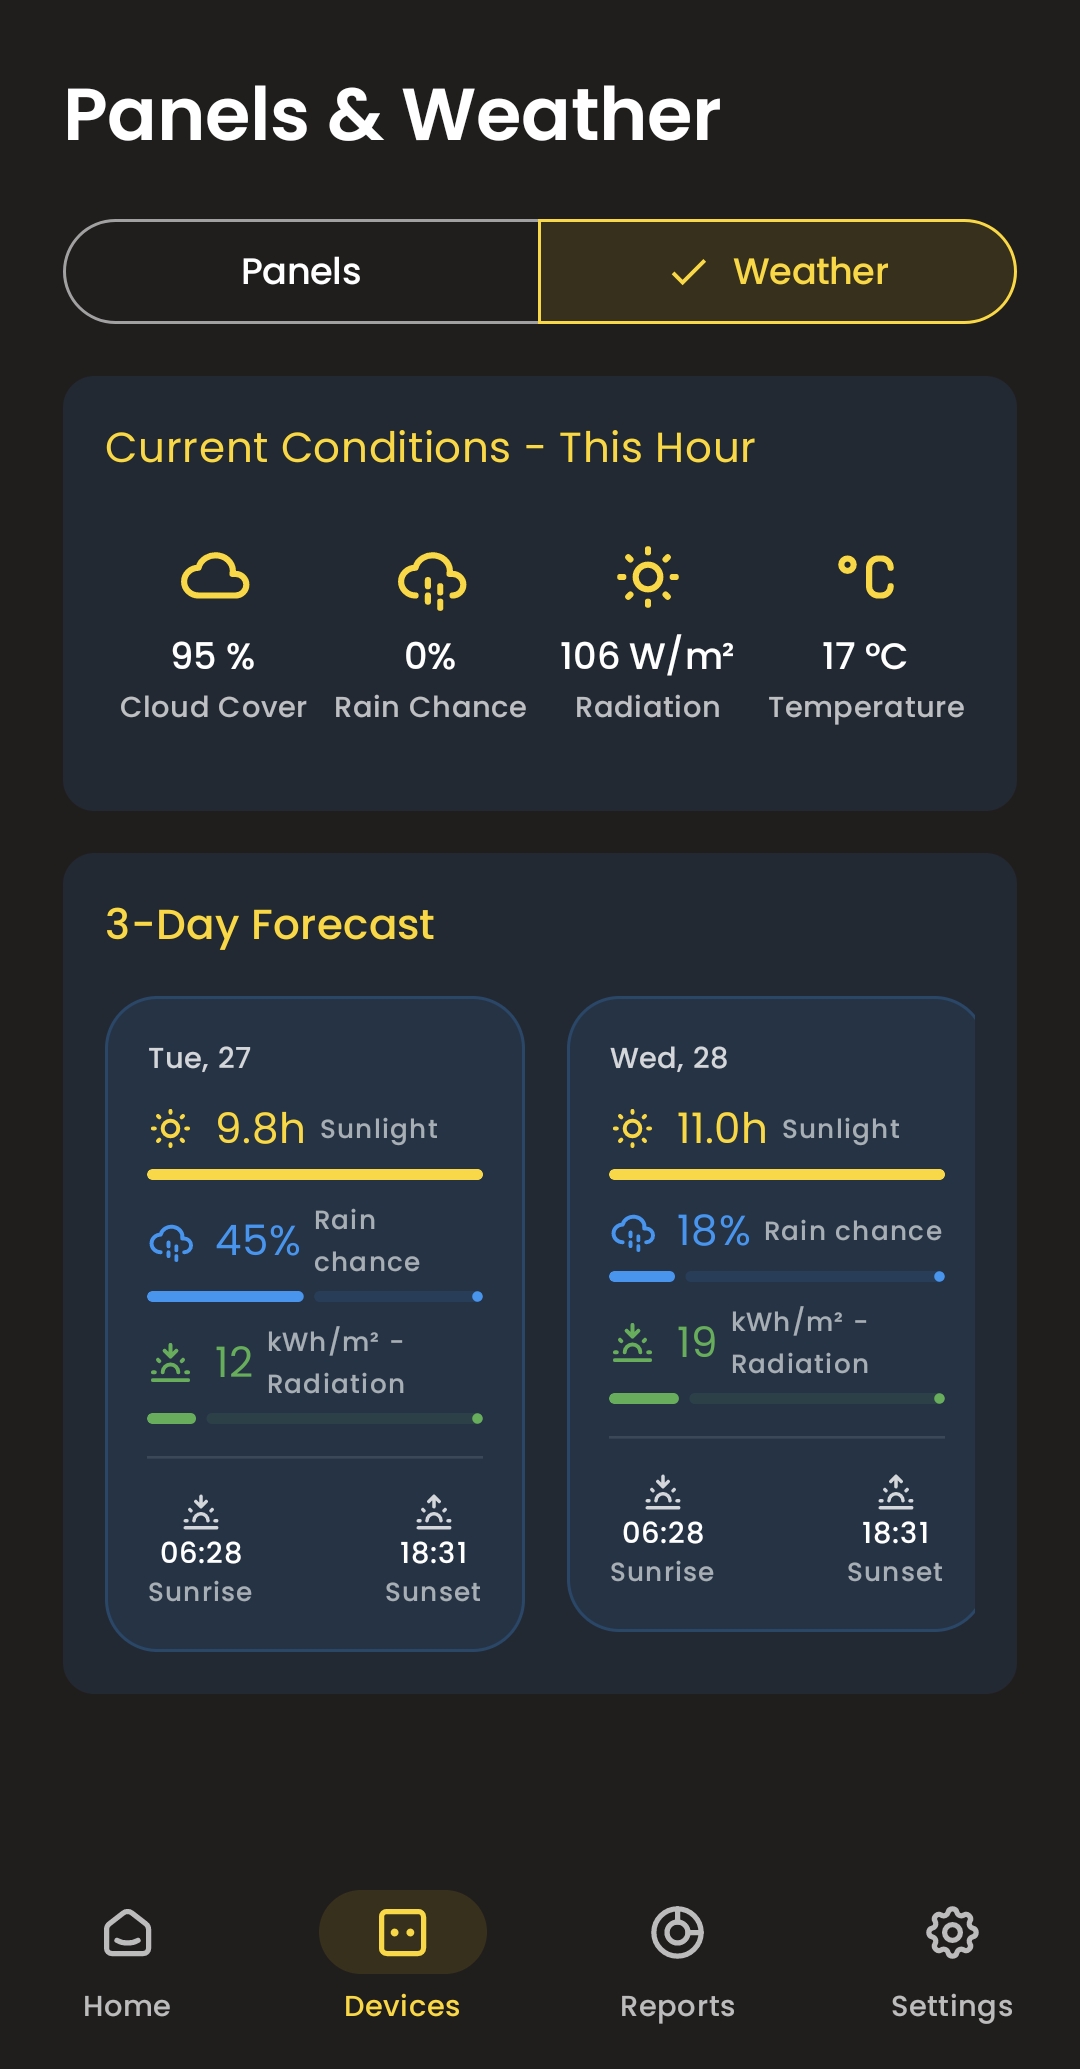 Panels & Weather
Panels
Weather
Current Conditions - This Hour
95 %
0%
106 W/m²
17 ºC
Cloud Cover
Rain Chance
Radiation
Temperature
3-Day Forecast
Tue, 27
9.8h Sunlight
45% Rain
chance
12 kWh/m² -
Radiation
06:28
18:31
Sunrise
Sunset
Wed, 28
11.0h Sunlight
18% Rain chance
19 kWh/m² -
Radiation
06:28
18:31
Sunrise
Sunset
Home
Devices
Reports
Settings